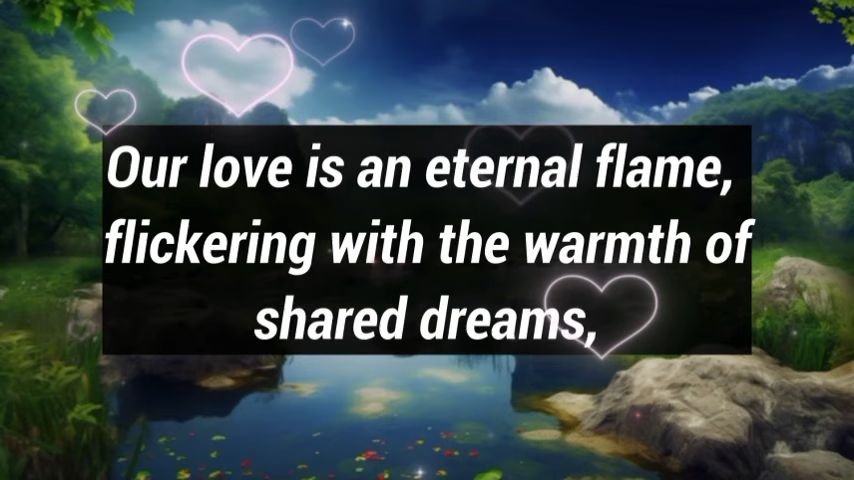 Our love is an eternal flame,
flickering with the warmth of
shared dreams,